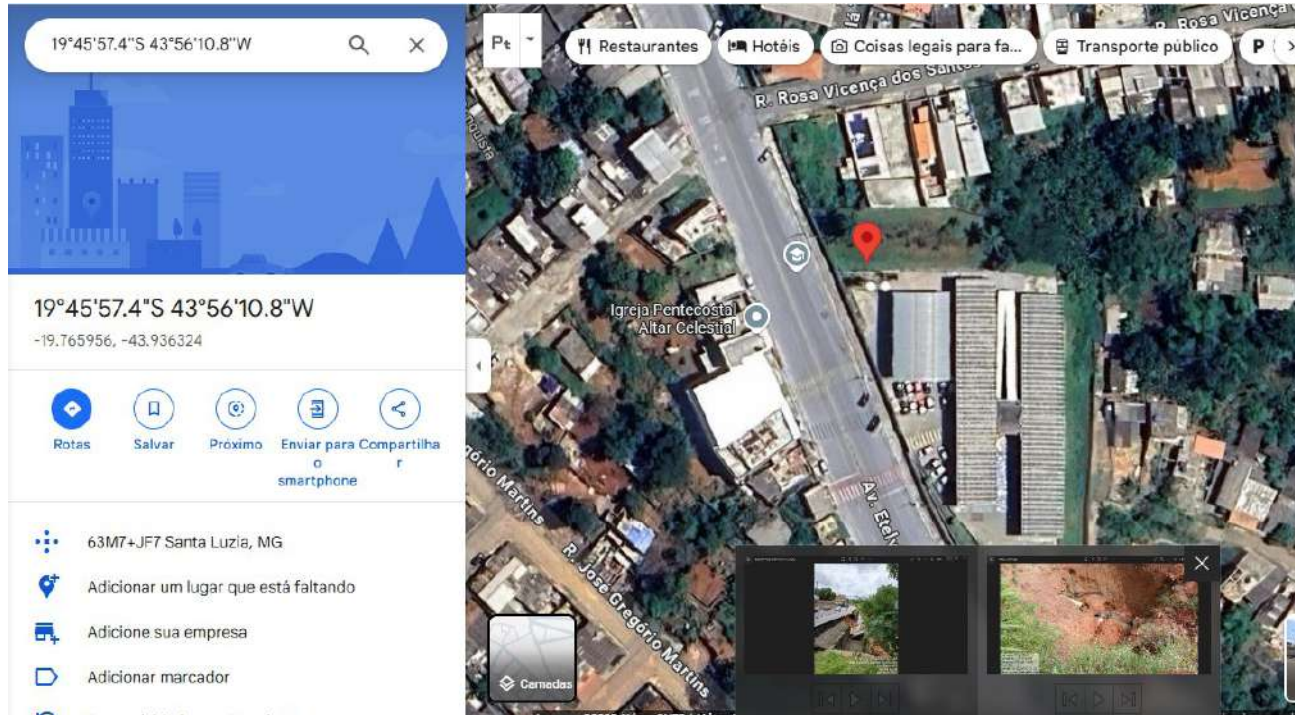 19°45'57.4"S 43°56'10.8"W
Pt
Restaurantes
Hotéis
Coisas legais para fa...
Transporte público
P
R. Rosa Vicença
R. Rosa Vicença dos Santos
19°45'57.4"S 43°56'10.8"W
-19.765956, -43.936324
Igreja Pentecostal
Altar Celestial
Rotas
Salvar
Próximo
Enviar para
o
smartphone
Compartilha
r
gório Martins
Av. Etelv
R. José Gregório Martins
63M7+JF7 Santa Luzia, MG
Adicionar um lugar que está faltando
Adicione sua empresa
Adicionar marcador
Camadas